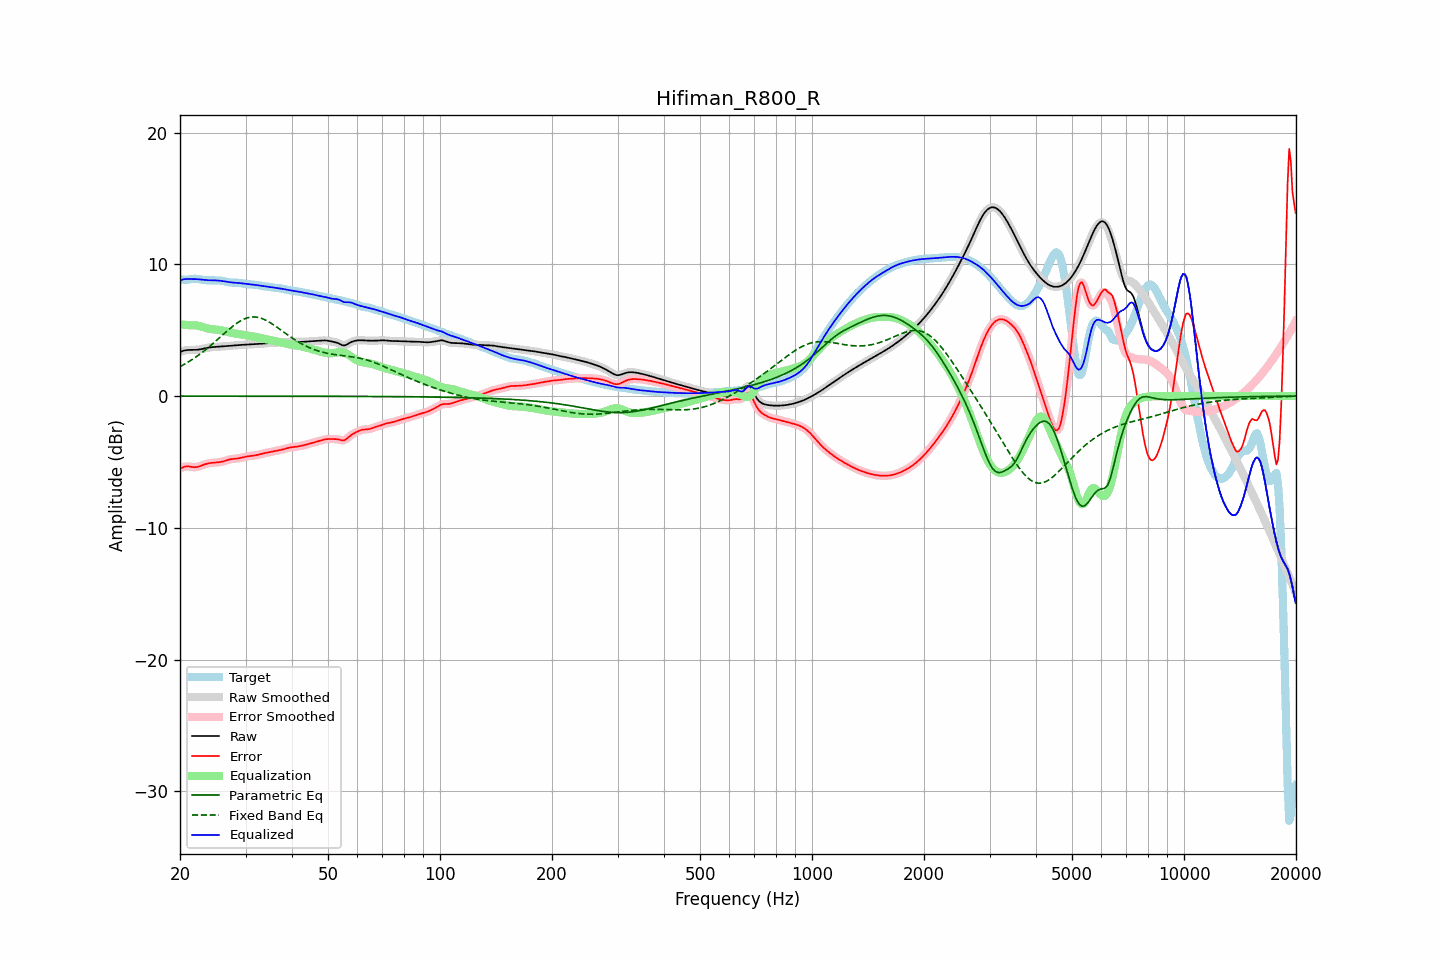 Hifiman_R800_R
20
10
0
−10
−20
−30
Amplitude (dBr)
Target
Raw Smoothed
Error Smoothed
Raw
Error
Equalization
Parametric Eq
Fixed Band Eq
Equalized
20 50 100 200 500 1000 2000 5000 10000 20000
Frequency (Hz)